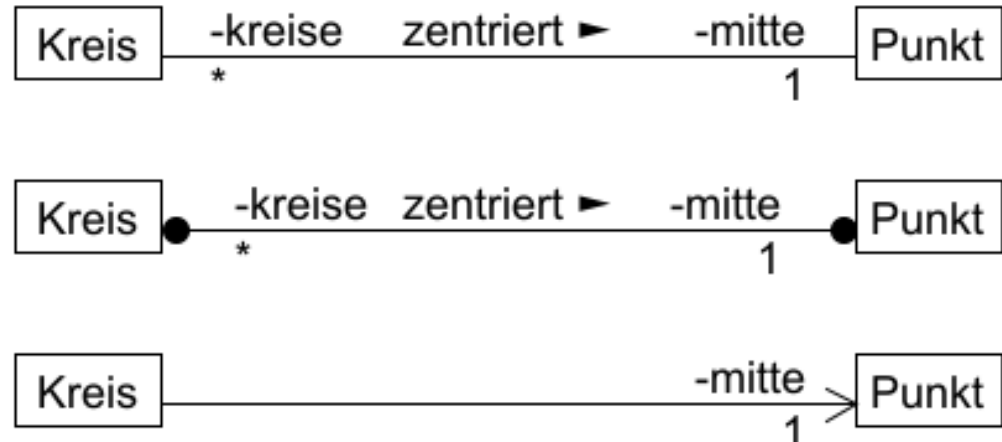 Kreis -kreise zentriert ► -mitte Punkt
* 1
Kreis -kreise zentriert ► -mitte Punkt
* 1
Kreis -mitte Punkt
1